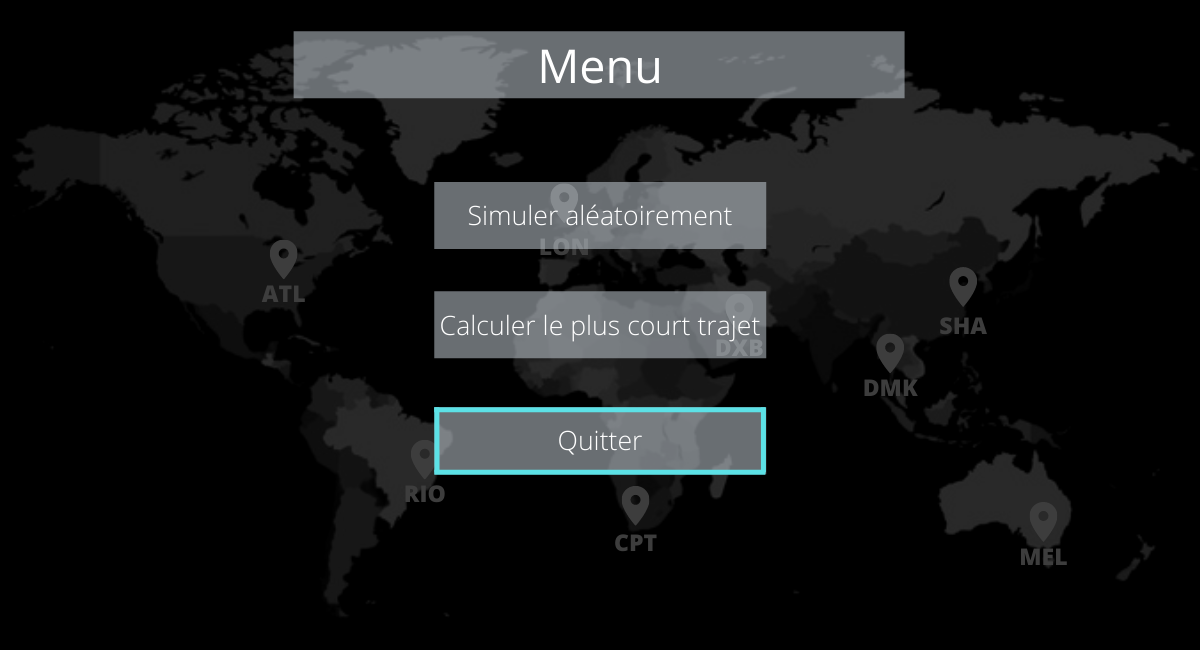 Menu
Simuler aléatoirement
LON
ATL
Calculer le plus court trajet
SHA
DXB
DMK
Quitter
RIO
CPT
MEL